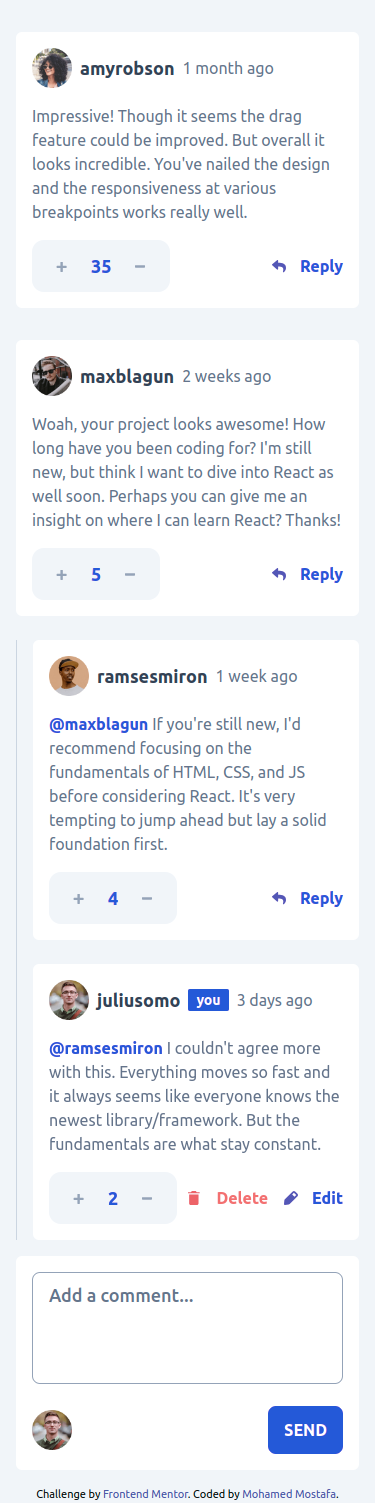 amyrobson 1 month ago
Impressive! Though it seems the drag
feature could be improved. But overall it
looks incredible. You've nailed the design
and the responsiveness at various
breakpoints works really well.
+ 35 − Reply
maxblagun 2 weeks ago
Woah, your project looks awesome! How
long have you been coding for? I'm still
new, but think I want to dive into React as
well soon. Perhaps you can give me an
insight on where I can learn React? Thanks!
+ 5 − Reply
ramsesmiron 1 week ago
@maxblagun If you're still new, I'd
recommend focusing on the
fundamentals of HTML, CSS, and JS
before considering React. It's very
tempting to jump ahead but lay a solid
foundation first.
+ 4 − Reply
juliusomo you 3 days ago
@ramsesmiron I couldn't agree more
with this. Everything moves so fast and
it always seems like everyone knows the
newest library/framework. But the
fundamentals are what stay constant.
+ 2 − Delete Edit
Add a comment...
SEND
Challenge by Frontend Mentor. Coded by Mohamed Mostafa.